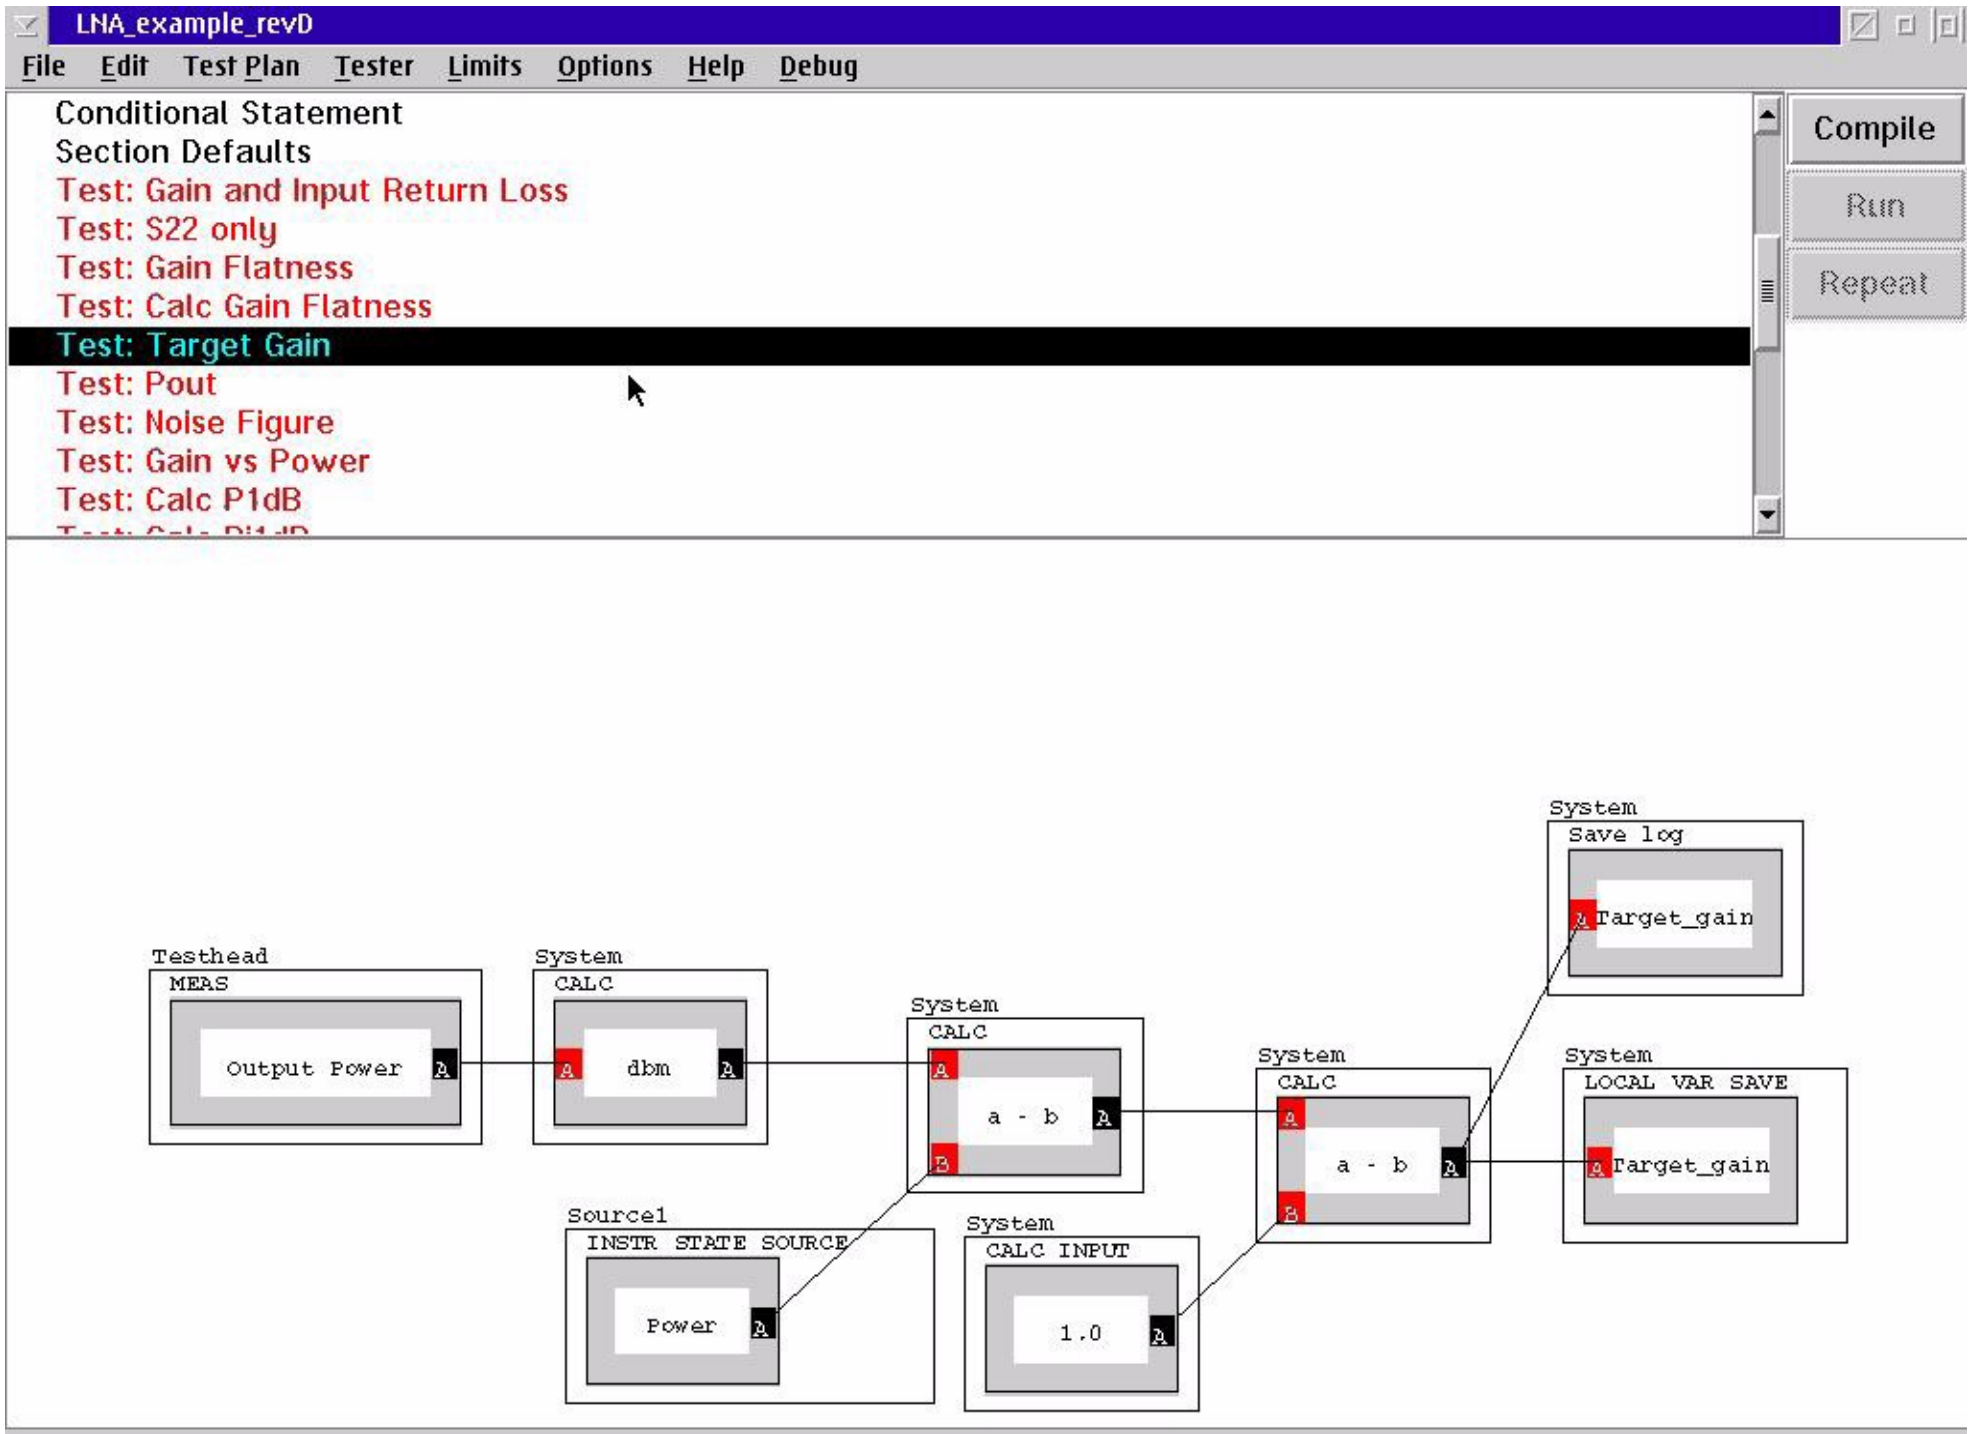 LNA_example_revD
File Edit Test Plan Tester Limits Options Help Debug
Conditional Statement
Section Defaults
Test: Gain and Input Return Loss
Test: S22 only
Test: Gain Flatness
Test: Calc Gain Flatness
Test: Target Gain
Test: Pout
Test: Noise Figure
Test: Gain vs Power
Test: Calc P1dB
Compile
Run
Repeat
System
Save log
A Target_gain
Testhead
MEAS
Output Power A
System
CALC
A dbm A
System
CALC
A
a - b A
B
System
CALC
A
a - b A
B
System
LOCAL VAR SAVE
A Target_gain
Source1
INSTR STATE SOURCE
Power A
System
CALC INPUT
1.0 A